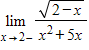 lim x→2− √(2−x) / (x²+5x)